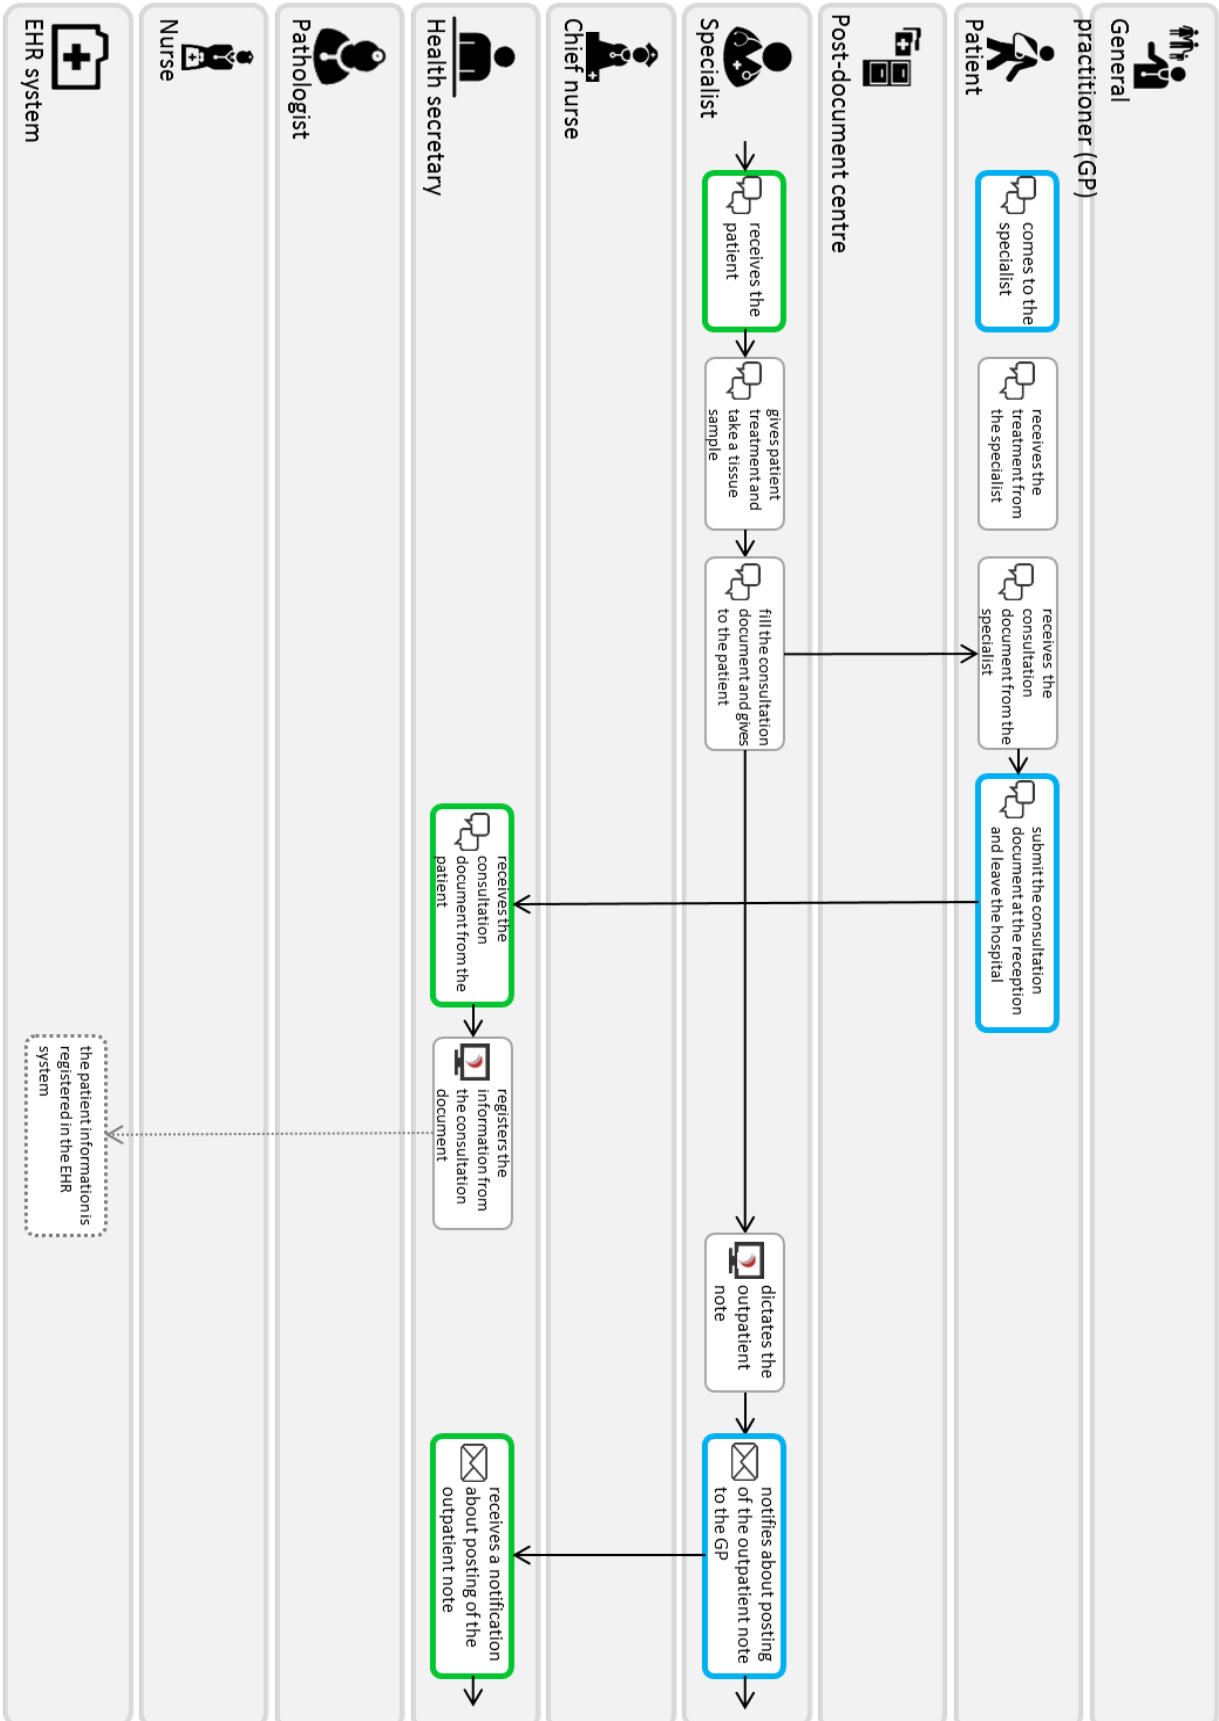 General
practitioner (GP)
Patient
comes to the
specialist
receives the
treatment from
the specialist
receives the
consultation
document from the
specialist
submit the consultation
document at the reception
and leave the hospital
Post-document centre
Specialist
receives the
patient
gives patient
treatment and
take a tissue
sample
fill the consultation
document and gives
to the patient
dictates the
outpatient
note
notifies about posting
of the outpatient note
to the GP
Chief nurse
Health secretary
receives the
consultation
document from the
patient
registers the
information from
the consultation
document
receives a notification
about posting of the
outpatient note
Pathologist
Nurse
EHR system
the patient information is
registered in the EHR
system